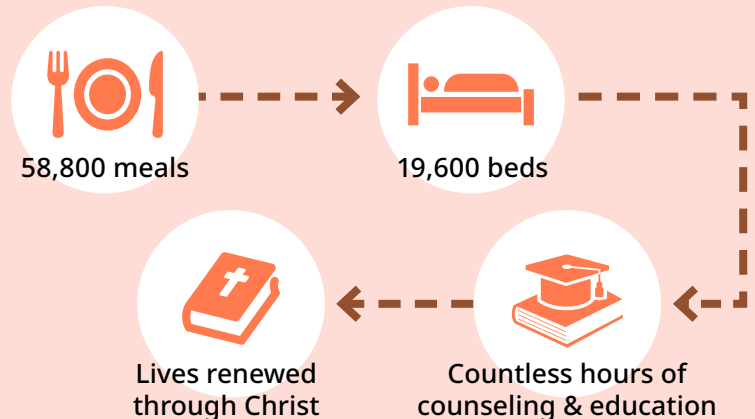 58,800 meals
19,600 beds
Countless hours of
counseling & education
Lives renewed
through Christ